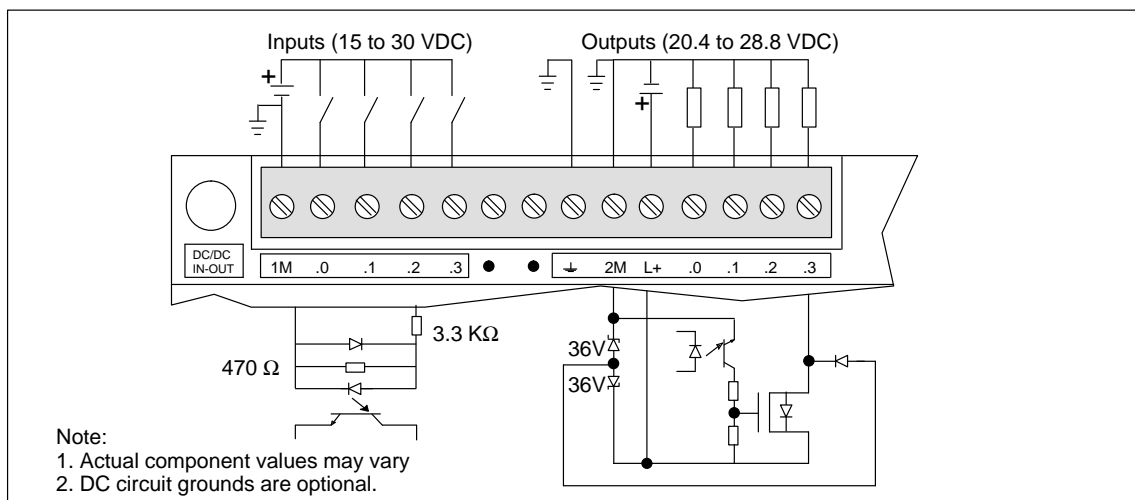 Inputs (15 to 30 VDC) Outputs (20.4 to 28.8 VDC)
+
+
DC/DC
IN-OUT
1M .0 .1 .2 .3 2M L+ .0 .1 .2 .3
3.3 KΩ
470 Ω
36V
36V
Note:
1. Actual component values may vary
2. DC circuit grounds are optional.